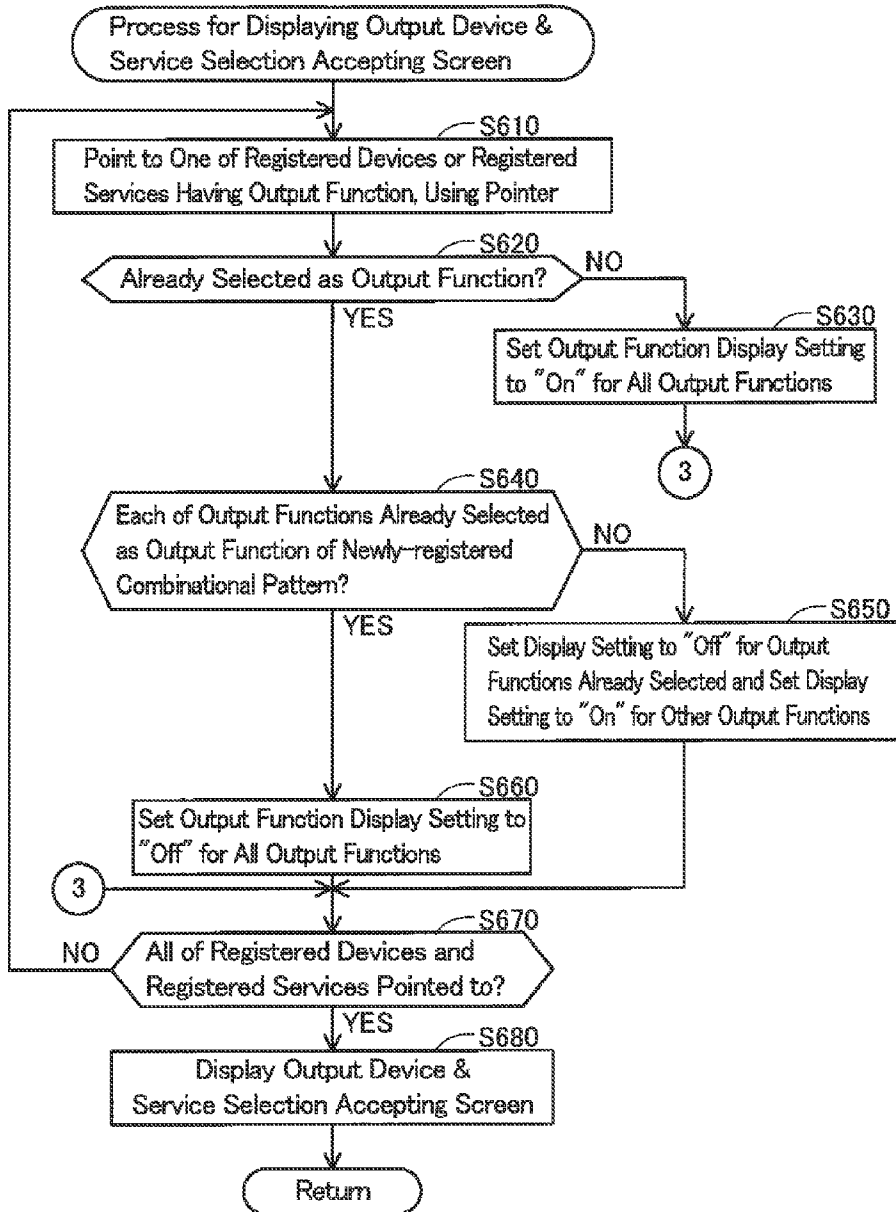 Process for Displaying Output Device &
Service Selection Accepting Screen
S610
Point to One of Registered Devices or Registered
Services Having Output Function, Using Pointer
S620
Already Selected as Output Function?
NO
YES
S630
Set Output Function Display Setting
to "On" for All Output Functions
3
S640
Each of Output Functions Already Selected
as Output Function of Newly-registered
Combinational Pattern?
NO
YES
S650
Set Display Setting to "Off" for Output
Functions Already Selected and Set Display
Setting to "On" for Other Output Functions
S660
Set Output Function Display Setting to
"Off" for All Output Functions
3
S670
NO
All of Registered Devices and
Registered Services Pointed to?
YES
S680
Display Output Device &
Service Selection Accepting Screen
Return